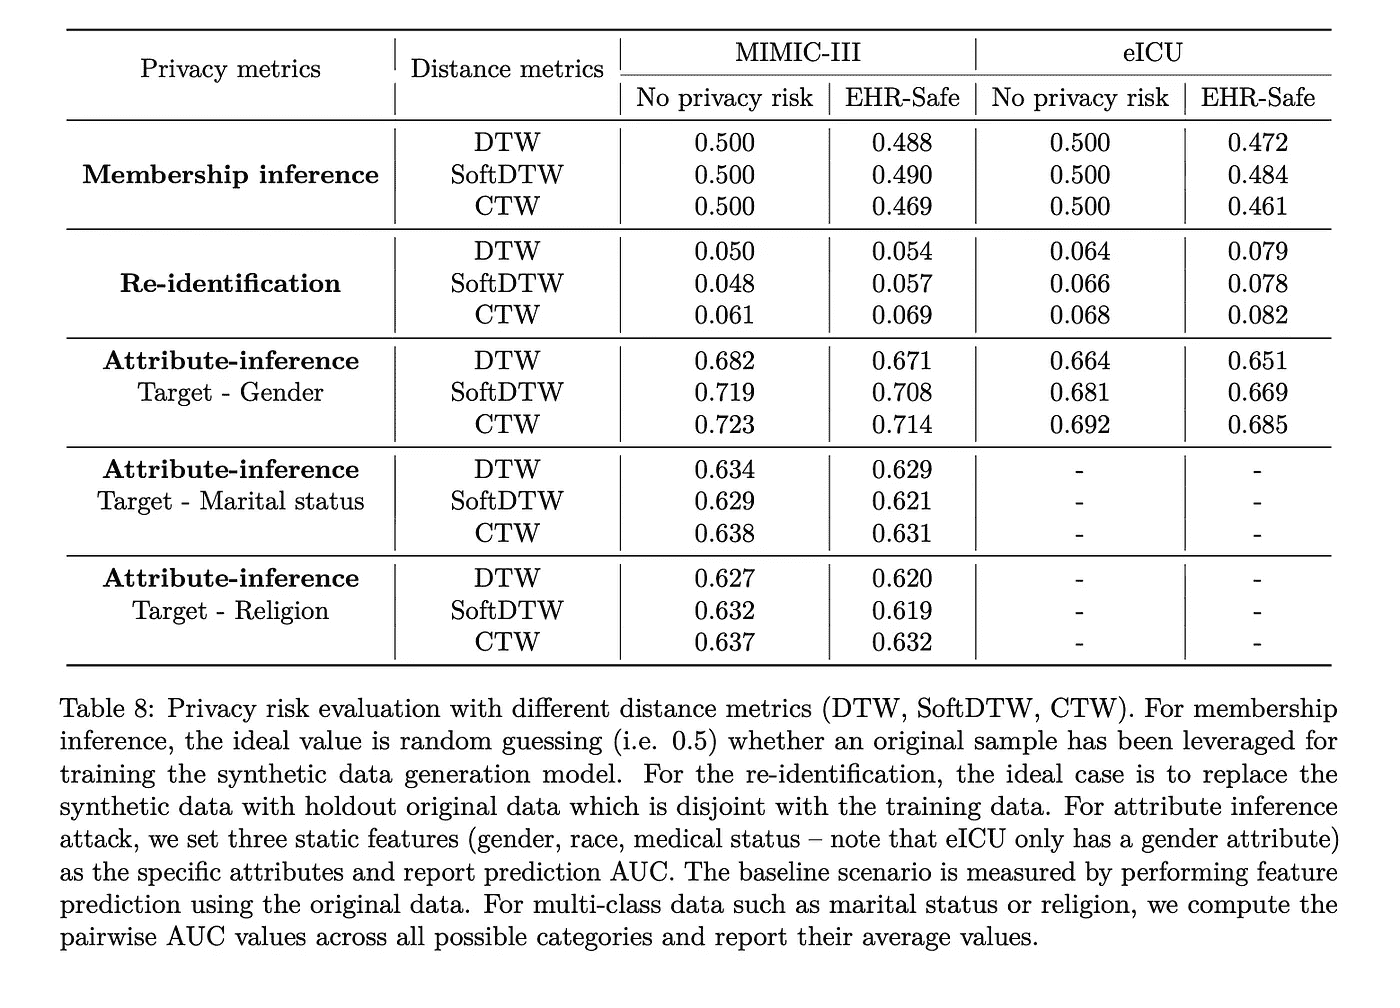 Privacy metrics Distance metrics MIMIC-III eICU
No privacy risk EHR-Safe No privacy risk EHR-Safe
DTW 0.500 0.488 0.500 0.472
Membership inference SoftDTW 0.500 0.490 0.500 0.484
CTW 0.500 0.469 0.500 0.461
DTW 0.050 0.054 0.064 0.079
Re-identification SoftDTW 0.048 0.057 0.066 0.078
CTW 0.061 0.069 0.068 0.082
Attribute-inference DTW 0.682 0.671 0.664 0.651
Target - Gender SoftDTW 0.719 0.708 0.681 0.669
CTW 0.723 0.714 0.692 0.685
Attribute-inference DTW 0.634 0.629 - -
Target - Marital status SoftDTW 0.629 0.621 - -
CTW 0.638 0.631 - -
Attribute-inference DTW 0.627 0.620 - -
Target - Religion SoftDTW 0.632 0.619 - -
CTW 0.637 0.632 - -
Table 8: Privacy risk evaluation with different distance metrics (DTW, SoftDTW, CTW). For membership
inference, the ideal value is random guessing (i.e. 0.5) whether an original sample has been leveraged for
training the synthetic data generation model. For the re-identification, the ideal case is to replace the
synthetic data with holdout original data which is disjoint with the training data. For attribute inference
attack, we set three static features (gender, race, medical status – note that eICU only has a gender attribute)
as the specific attributes and report prediction AUC. The baseline scenario is measured by performing feature
prediction using the original data. For multi-class data such as marital status or religion, we compute the
pairwise AUC values across all possible categories and report their average values.